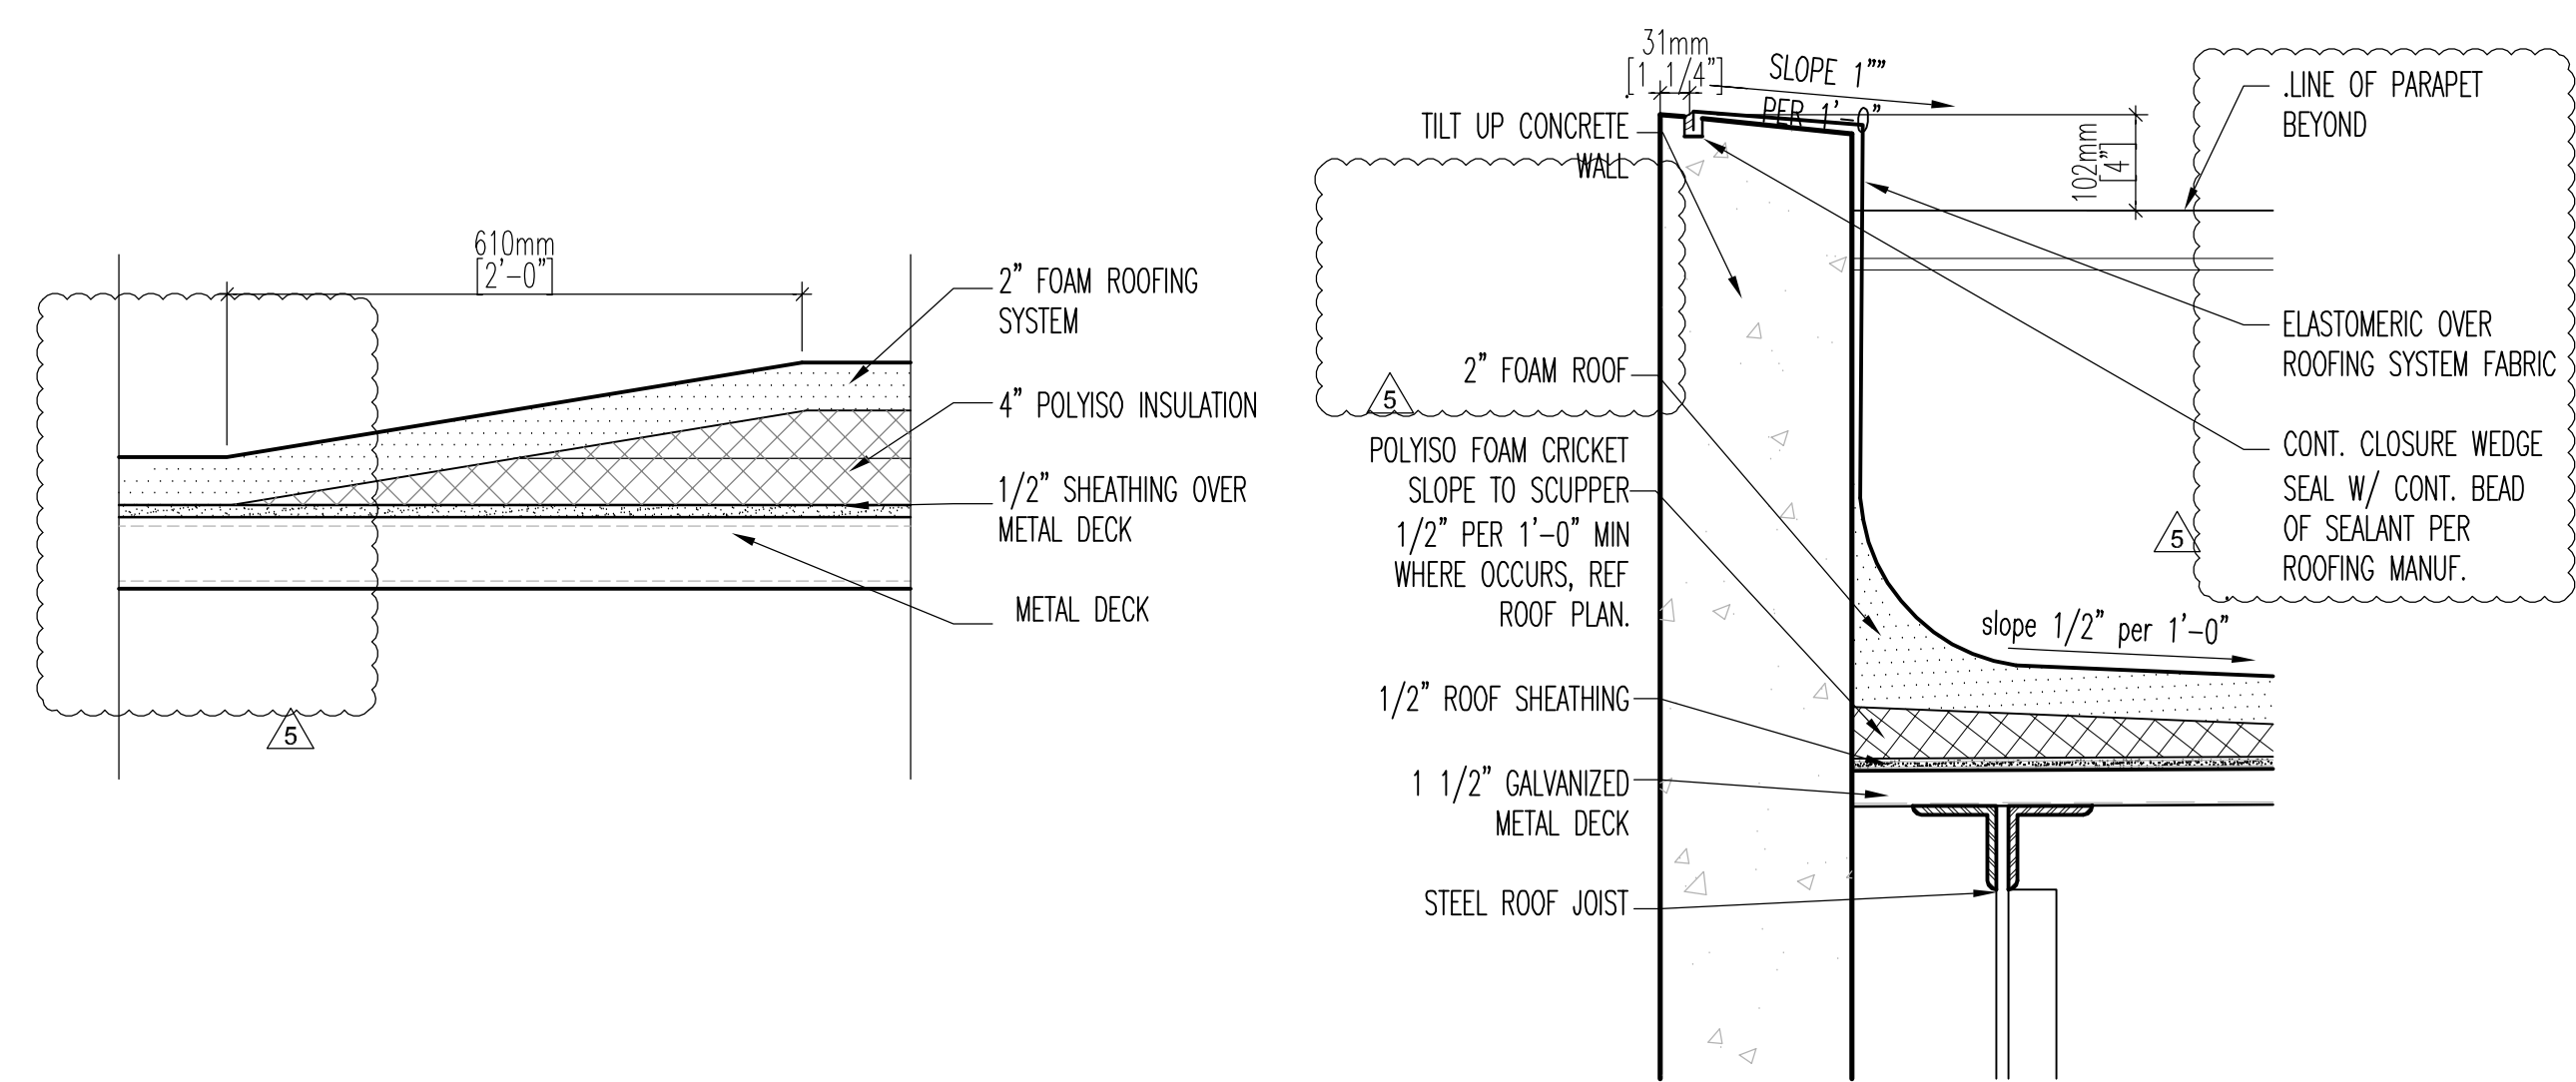 610mm
[2'-0"]
2" FOAM ROOFING
SYSTEM
4" POLYISO INSULATION
1/2" SHEATHING OVER
METAL DECK
METAL DECK
5
31mm
[1 1/4"]
SLOPE 1""
PER 1'-0"
TILT UP CONCRETE
WALL
2" FOAM ROOF
5
POLYISO FOAM CRICKET
SLOPE TO SCUPPER
1/2" PER 1'-0" MIN
WHERE OCCURS, REF
ROOF PLAN.
1/2" ROOF SHEATHING
1 1/2" GALVANIZED
METAL DECK
STEEL ROOF JOIST
102mm
[4"]
.LINE OF PARAPET
BEYOND
ELASTOMERIC OVER
ROOFING SYSTEM FABRIC
CONT. CLOSURE WEDGE
SEAL W/ CONT. BEAD
OF SEALANT PER
ROOFING MANUF.
5
slope 1/2" per 1'-0"